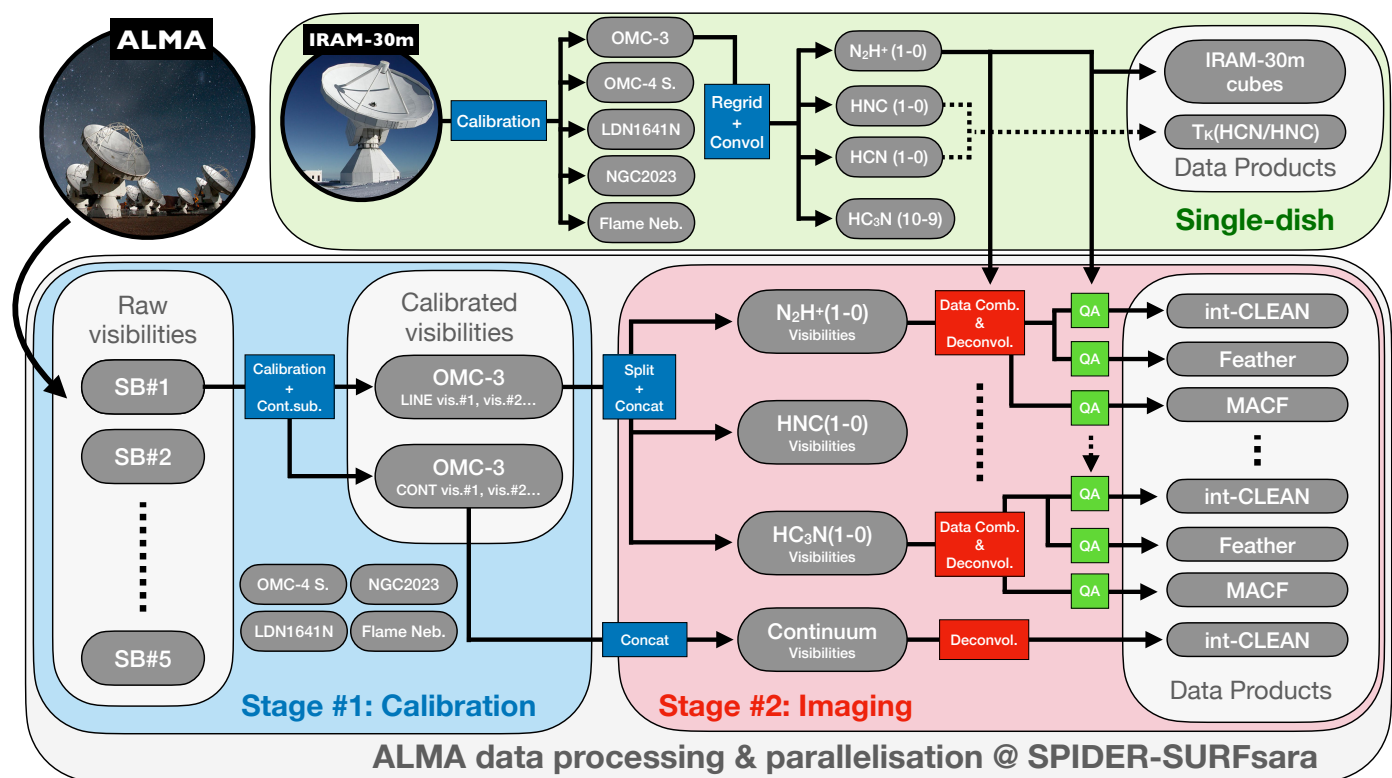 ALMA
IRAM-30m
Calibration
OMC-3
OMC-4 S.
LDN1641N
NGC2023
Flame Neb.
Regrid
+
Convol
N₂H⁺ (1-0)
HNC (1-0)
HCN (1-0)
HC₃N (10-9)
IRAM-30m
cubes
Tₖ(HCN/HNC)
Data Products
Single-dish
Raw
visibilities
SB#1
SB#2
SB#5
Calibration
+
Cont.sub.
Calibrated
visibilities
OMC-3
LINE vis.#1, vis.#2...
OMC-3
CONT vis.#1, vis.#2...
OMC-4 S.
NGC2023
LDN1641N
Flame Neb.
Stage #1: Calibration
Split
+
Concat
Concat
N₂H⁺(1-0)
Visibilities
HNC(1-0)
Visibilities
HC₃N(1-0)
Visibilities
Continuum
Visibilities
Data Comb.
&
Deconvol.
Data Comb.
&
Deconvol.
Deconvol.
QA
QA
QA
QA
QA
QA
int-CLEAN
Feather
MACF
int-CLEAN
Feather
MACF
int-CLEAN
Data Products
Stage #2: Imaging
ALMA data processing & parallelisation @ SPIDER-SURFsara